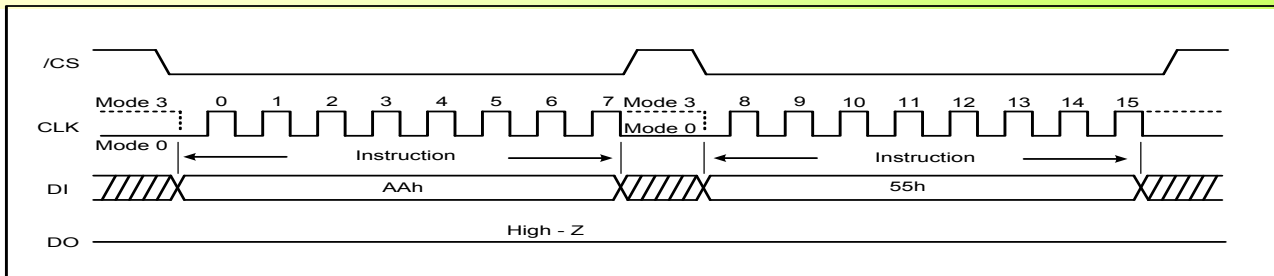 /CS
Mode 3 0 1 2 3 4 5 6 7 Mode 3 8 9 10 11 12 13 14 15
CLK
Mode 0 Mode 0
Instruction Instruction
DI AAh 55h
High - Z
DO